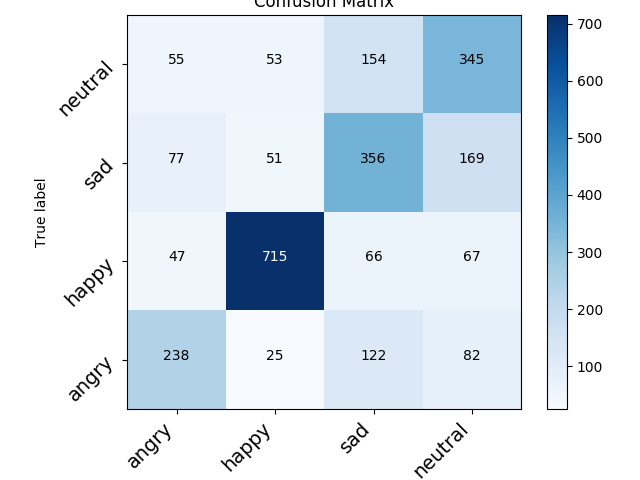 Confusion Matrix
neutral 55 53 154 345
sad 77 51 356 169
happy 47 715 66 67
angry 238 25 122 82
angry happy sad neutral
True label
700
600
500
400
300
200
100